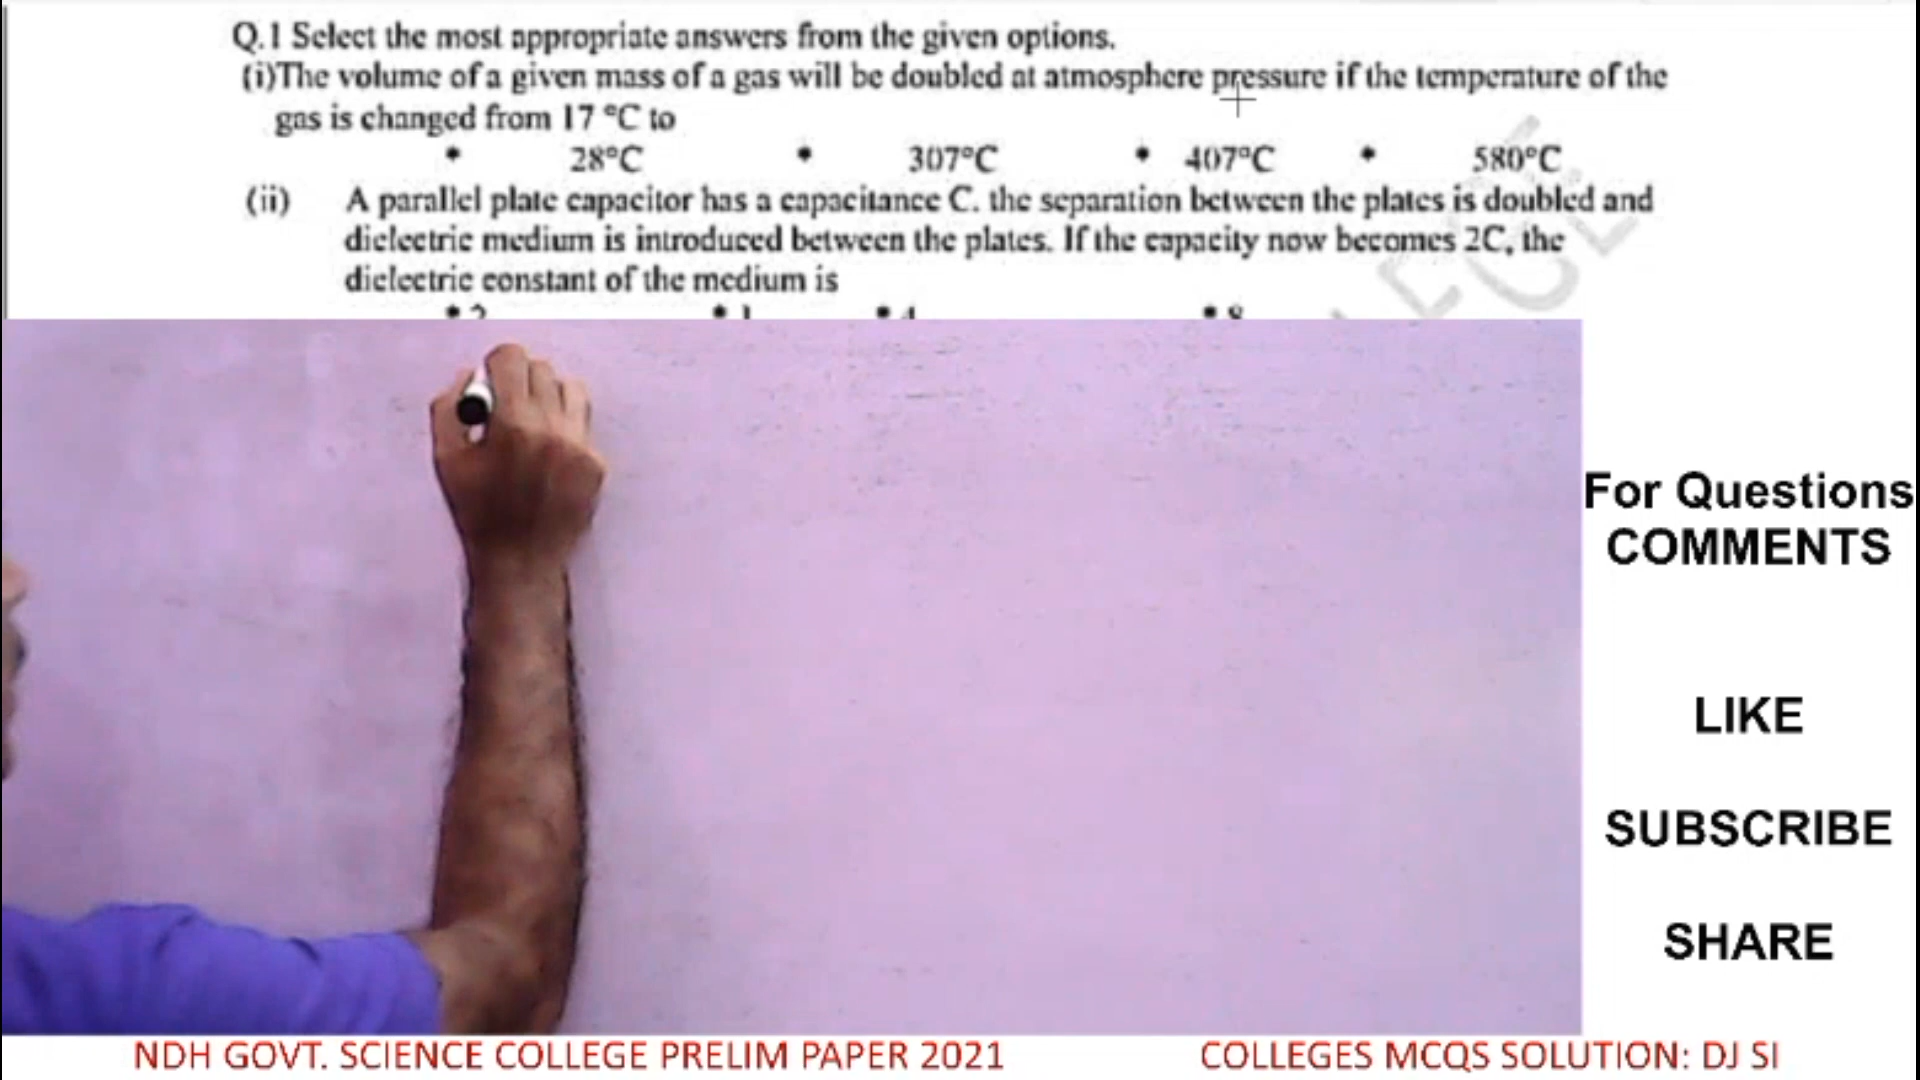 Q.1 Select the most appropriate answers from the given options.
(i)The volume of a given mass of a gas will be doubled at atmosphere pressure if the temperature of the
gas is changed from 17 °C to
• 28°C • 307°C • 407°C • 580°C
(ii) A parallel plate capacitor has a capacitance C. the separation between the plates is doubled and
dielectric medium is introduced between the plates. If the capacity now becomes 2C, the
dielectric constant of the medium is
For Questions
COMMENTS
LIKE
SUBSCRIBE
SHARE
NDH GOVT. SCIENCE COLLEGE PRELIM PAPER 2021
COLLEGES MCQS SOLUTION: DJ SI